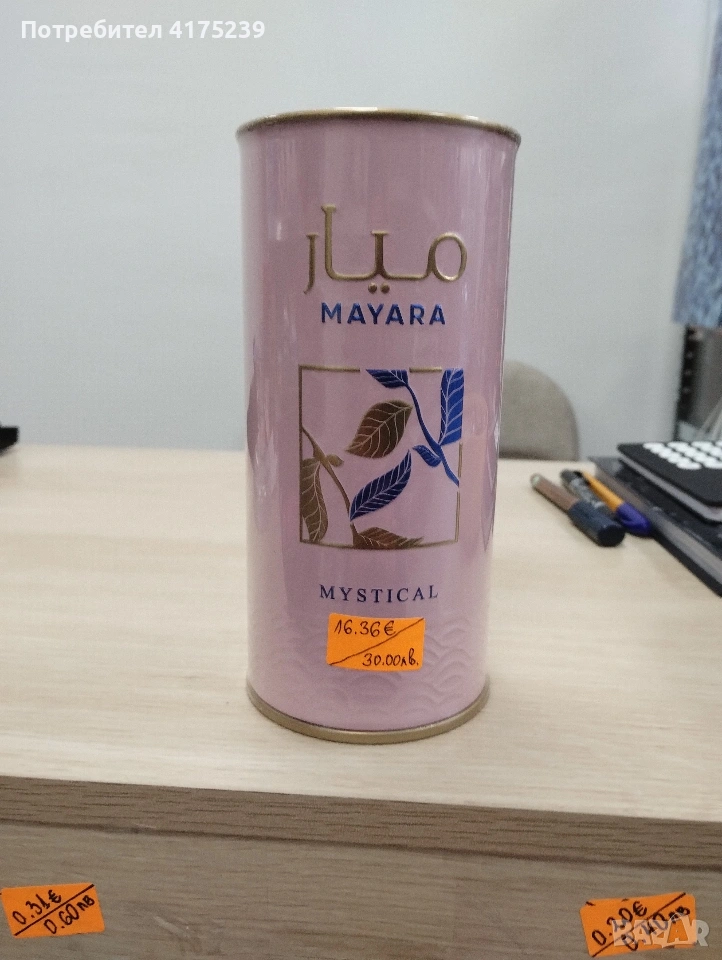 Потребител 4175239
ميار
MAYARA
MYSTICAL
16.36€
30.00лв.
0.31€
0.60лв